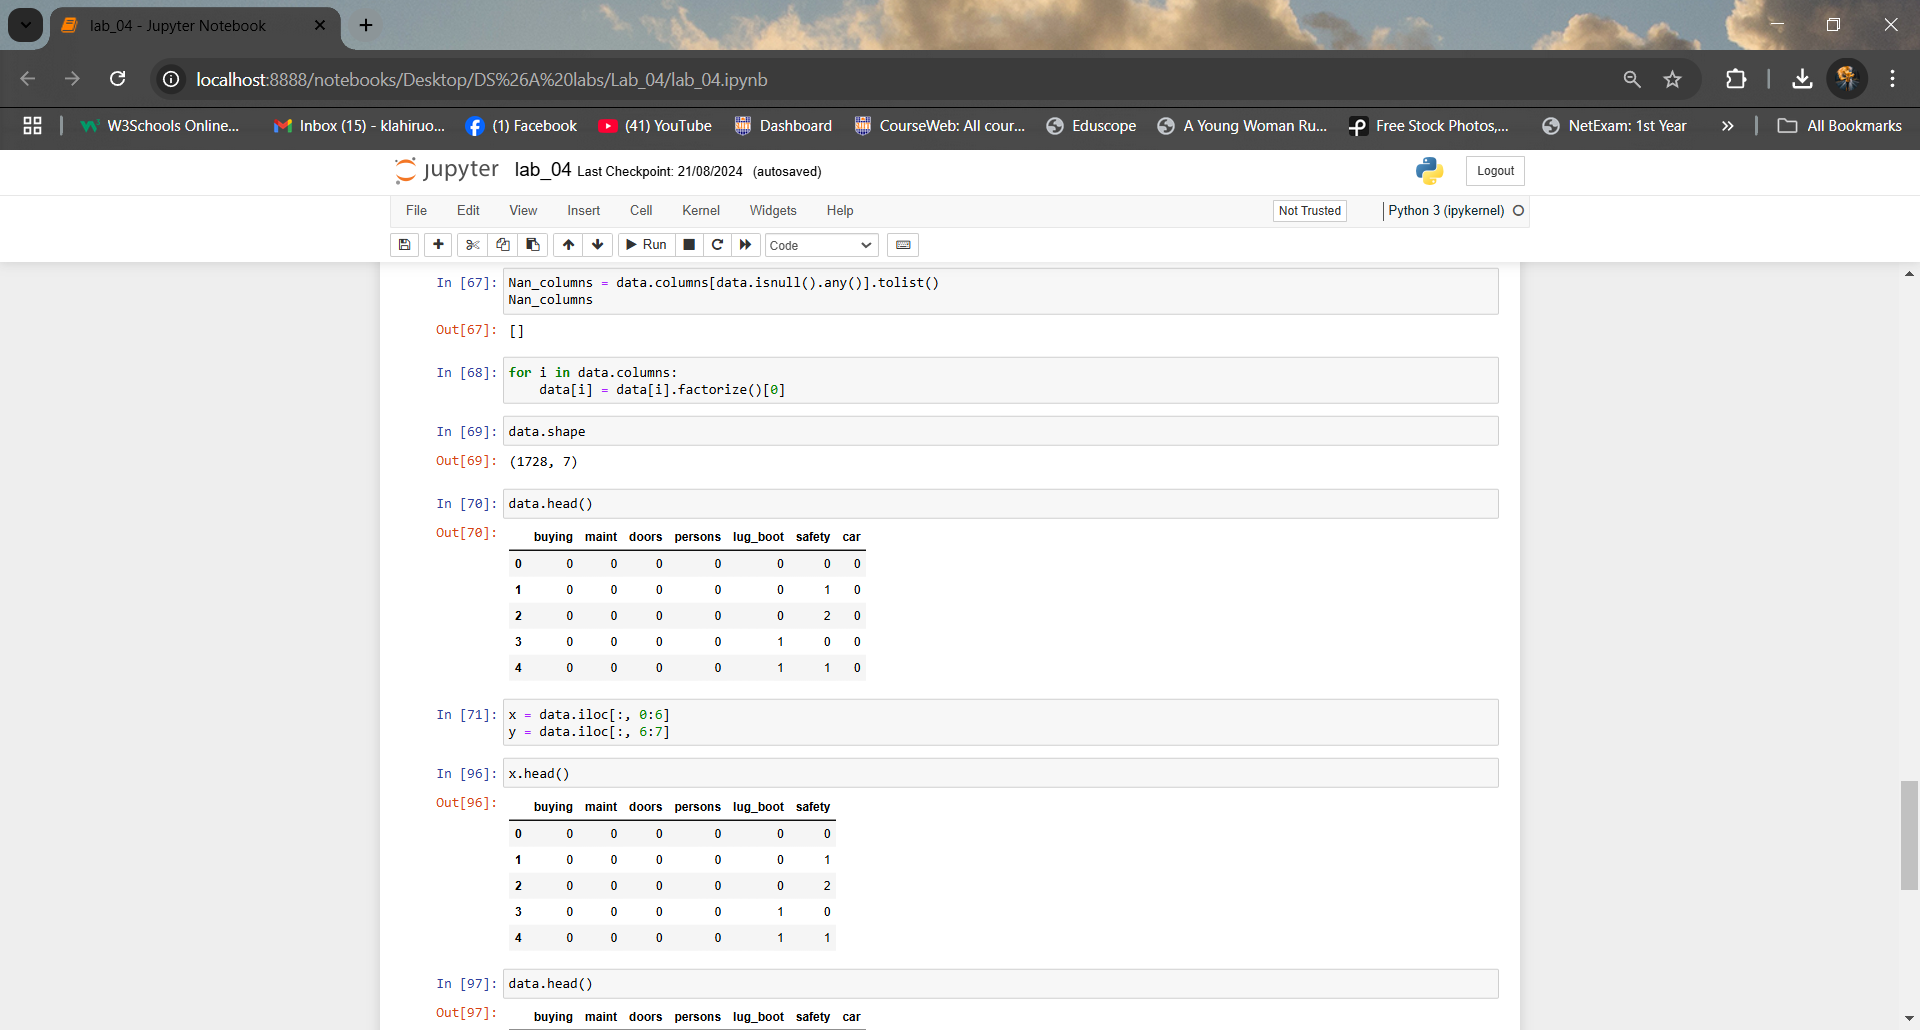 lab_04 - Jupyter Notebook
localhost:8888/notebooks/Desktop/DS%26A%20labs/Lab_04/lab_04.ipynb
W3Schools Online... Inbox (15) - klahiruo... (1) Facebook (41) YouTube Dashboard CourseWeb: All cour... Eduscope A Young Woman Ru... Free Stock Photos,... NetExam: 1st Year » All Bookmarks
jupyter lab_04 Last Checkpoint: 21/08/2024 (autosaved) Logout
File Edit View Insert Cell Kernel Widgets Help Not Trusted Python 3 (ipykernel)
Run Code
In [67]: Nan_columns = data.columns[data.isnull().any()].tolist()
Nan_columns
Out[67]: []
In [68]: for i in data.columns:
data[i] = data[i].factorize()[0]
In [69]: data.shape
Out[69]: (1728, 7)
In [70]: data.head()
Out[70]:
buying maint doors persons lug_boot safety car
0 0 0 0 0 0 0 0
1 0 0 0 0 0 1 0
2 0 0 0 0 0 2 0
3 0 0 0 0 1 0 0
4 0 0 0 0 1 1 0
In [71]: x = data.iloc[:, 0:6]
y = data.iloc[:, 6:7]
In [96]: x.head()
Out[96]:
buying maint doors persons lug_boot safety
0 0 0 0 0 0 0
1 0 0 0 0 0 1
2 0 0 0 0 0 2
3 0 0 0 0 1 0
4 0 0 0 0 1 1
In [97]: data.head()
Out[97]:
buying maint doors persons lug_boot safety car